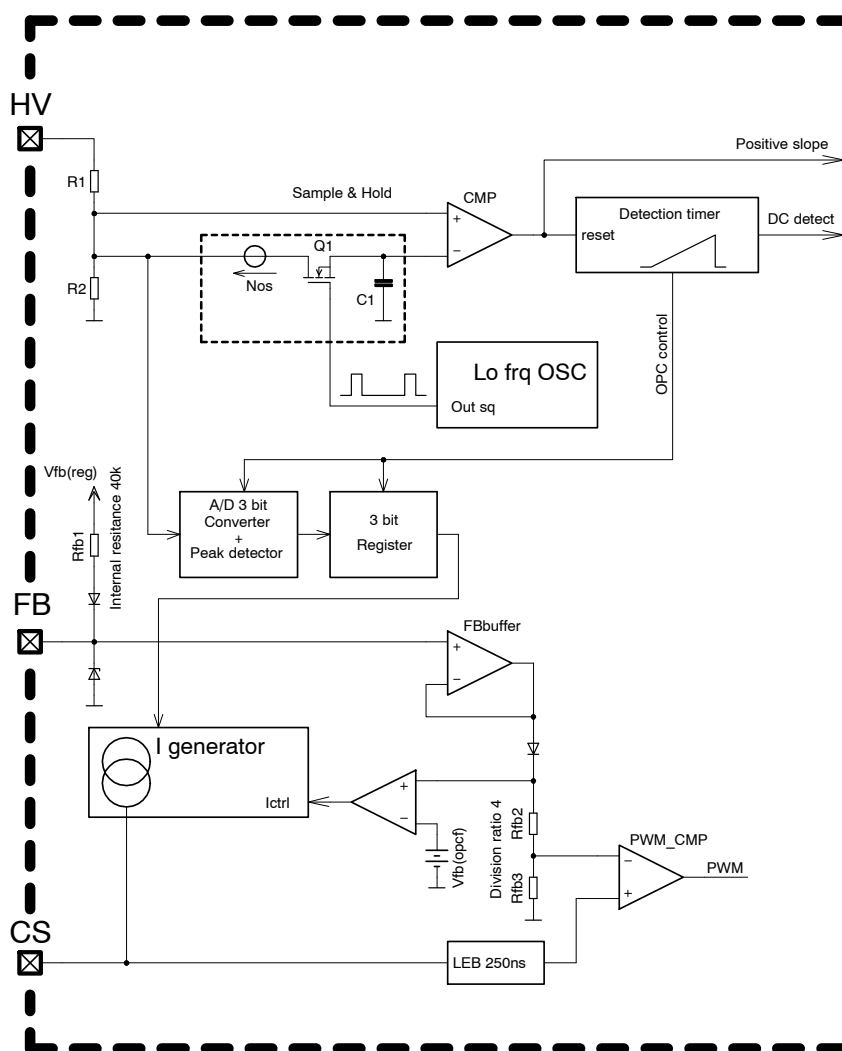 HV
R1
R2
Sample & Hold
Q1
Nos
C1
CMP
+
−
Positive slope
Detection timer
reset
DC detect
OPC control
Lo frq OSC
Out sq
Vfb(reg)
Rfb1
Internal resitance 40k
A/D 3 bit
Converter
+
Peak detector
3 bit
Register
FB
FBbuffer
+
−
I generator
Ictrl
+
−
Vfb(opcf)
Division ratio 4
Rfb2
Rfb3
PWM_CMP
−
+
PWM
CS
LEB 250ns